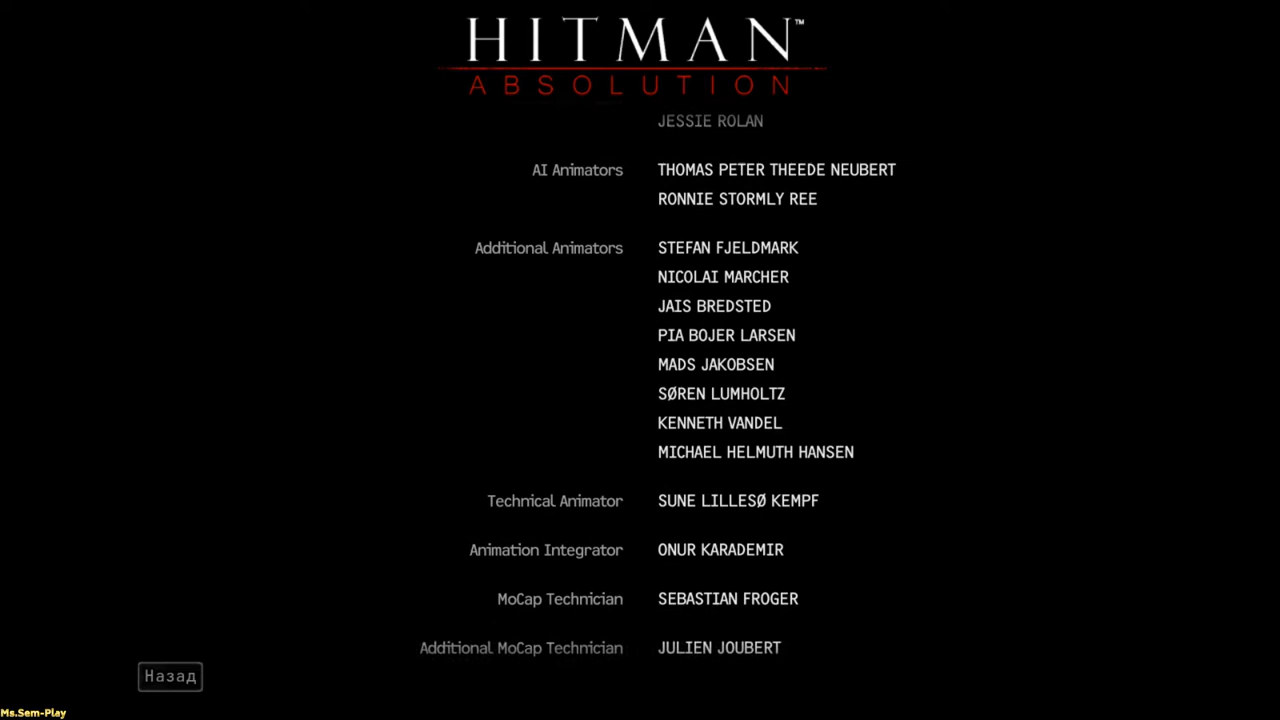 HITMAN™
ABSOLUTION
JESSIE ROLAN
AI Animators THOMAS PETER THEEDE NEUBERT
RONNIE STORMLY REE
Additional Animators STEFAN FJELDMARK
NICOLAI MARCHER
JAIS BREDSTED
PIA BOJER LARSEN
MADS JAKOBSEN
SØREN LUMHOLTZ
KENNETH VANDEL
MICHAEL HELMUTH HANSEN
Technical Animator SUNE LILLESØ KEMPF
Animation Integrator ONUR KARADEMIR
MoCap Technician SEBASTIAN FROGER
Additional MoCap Technician JULIEN JOUBERT
Назад
Ms.Sem-Play